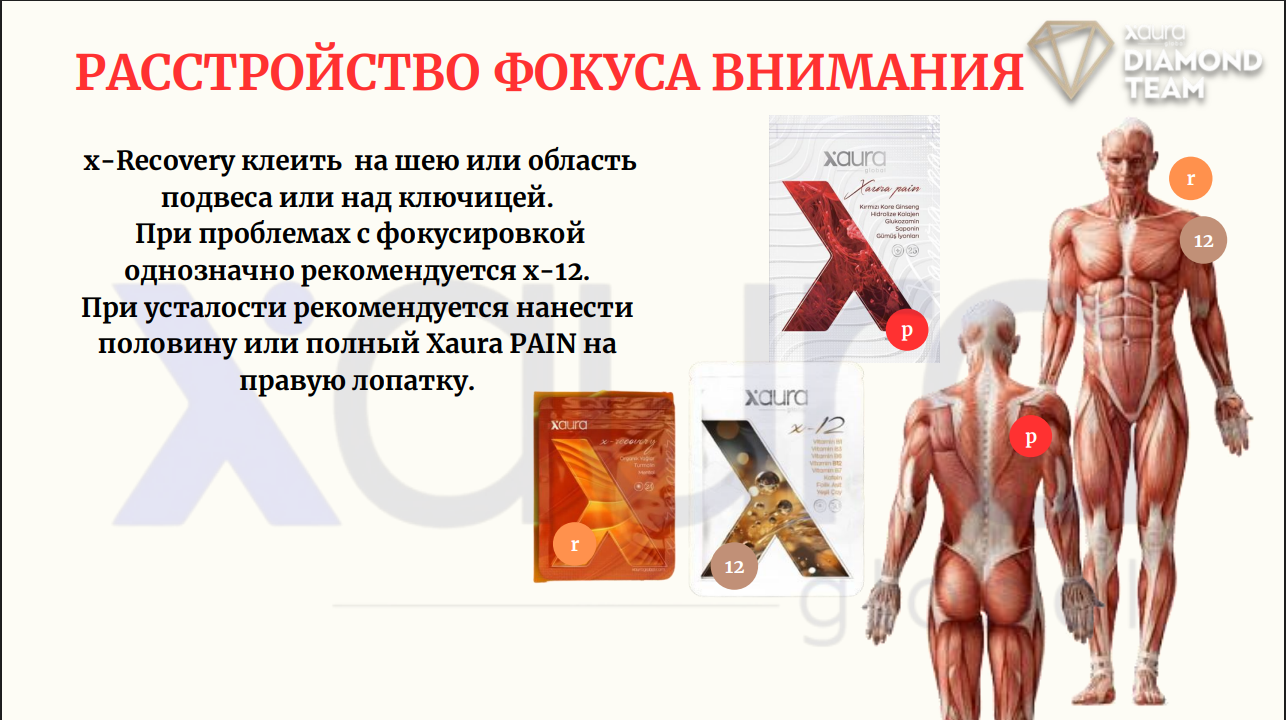 РАССТРОЙСТВО ФОКУСА ВНИМАНИЯ
xaura
DIAMOND
TEAM
x-Recovery клеить на шею или область
подвеса или над ключицей.
При проблемах с фокусировкой
однозначно рекомендуется x-12.
При усталости рекомендуется нанести
половину или полный Xaura PAIN на
правую лопатку.
xaura
global
Xaura pain
Kırmızı Kore Ginseng
Hidrolize Kolajen
Glukozamin
Saponin
Gümüş İyonları
p
r
12
p
xaura
x-recovery
r
xaura
global
x-12
Vitamin B1
Vitamin B3
Vitamin B6
Vitamin B12
Vitamin B7
Folik Asit
Yeşil Çay
12
xaura
global